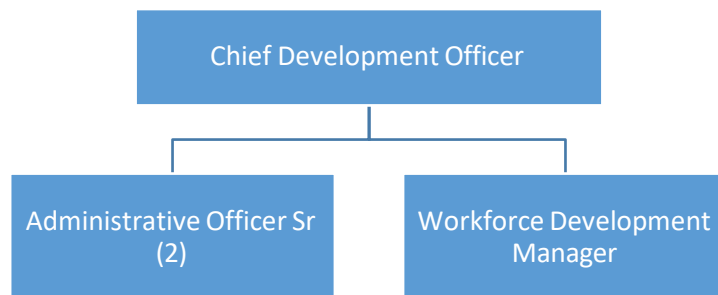 Chief Development Officer
Administrative Officer Sr
(2)
Workforce Development
Manager